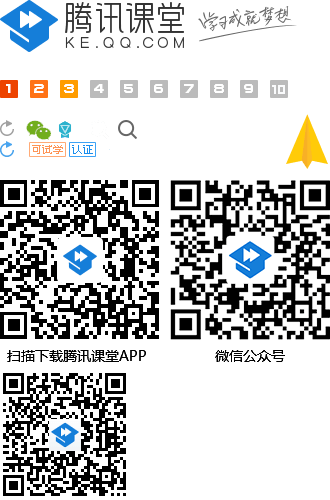 腾讯课堂
KE.QQ.COM
学习成就梦想
1 2 3 4 5 6 7 8 9 10
可试学 认证
扫描下载腾讯课堂APP
微信公众号